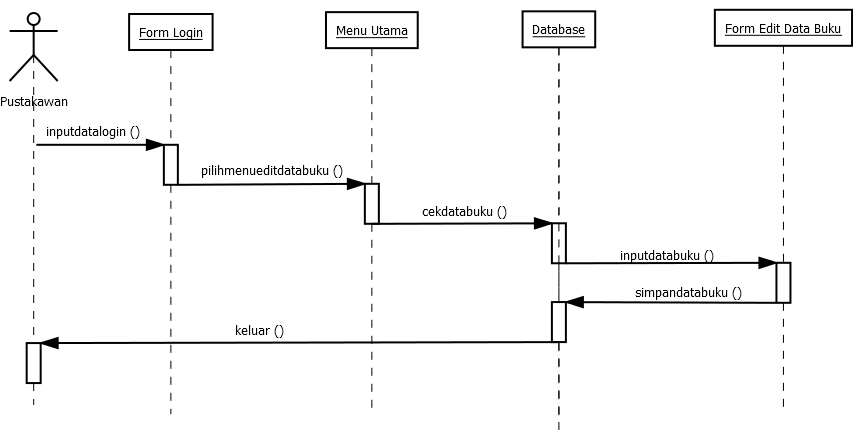 Form Login
Menu Utama
Database
Form Edit Data Buku
Pustakawan
inputdatalogin ()
pilihmenueditdatabuku ()
cekdatabuku ()
inputdatabuku ()
simpandatabuku ()
keluar ()